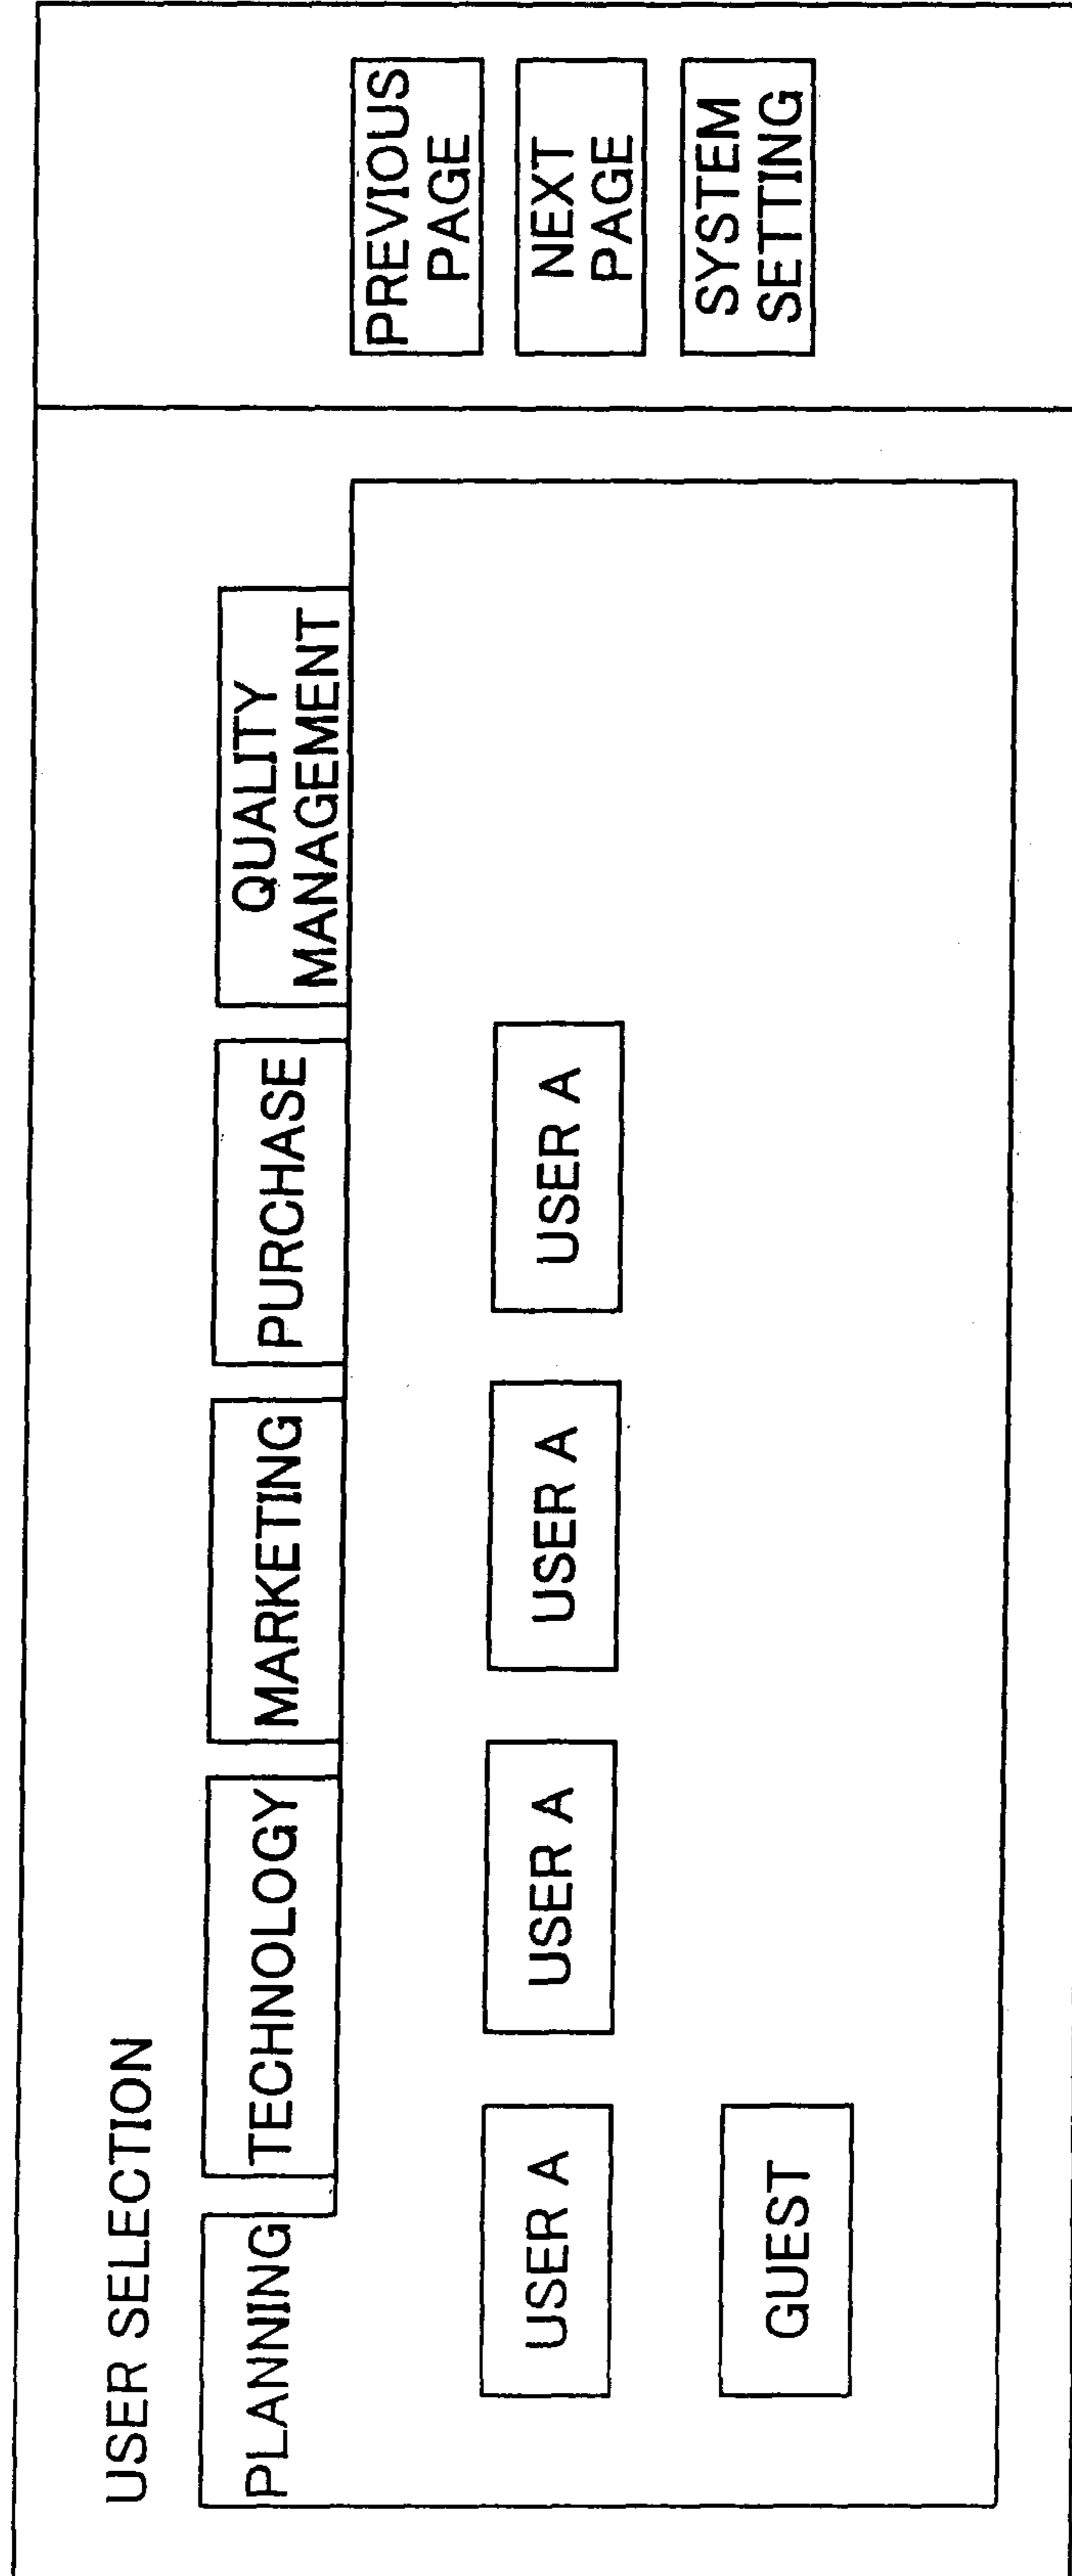 USER SELECTION
PLANNING
TECHNOLOGY
MARKETING
PURCHASE
QUALITY
MANAGEMENT
USER A
USER A
USER A
USER A
GUEST
PREVIOUS
PAGE
NEXT
PAGE
SYSTEM
SETTING